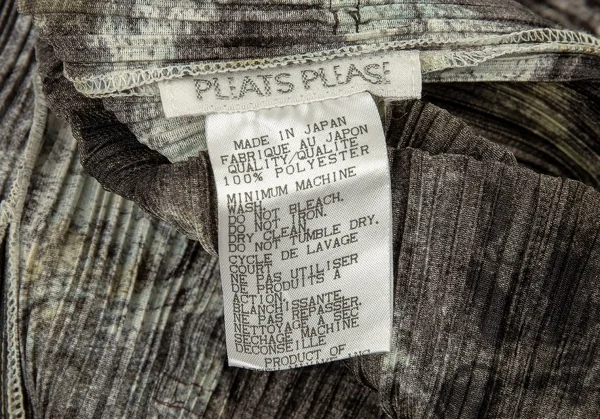 PLEATS PLEASE
MADE IN JAPAN
FABRIQUE AU JAPON
QUALITY/QUALITE
100% POLYESTER
MINIMUM MACHINE
WASH.
DO NOT BLEACH.
DO NOT IRON.
DRY CLEAN.
DO NOT TUMBLE DRY.
CYCLE DE LAVAGE
COURT
NE PAS UTILISER
DE PRODUITS A
ACTION
BLANCHISSANTE
NE PAS REPASSER.
NETTOYAGE A SEC
SECHAGE MACHINE
DECONSEILLE
PRODUCT OF